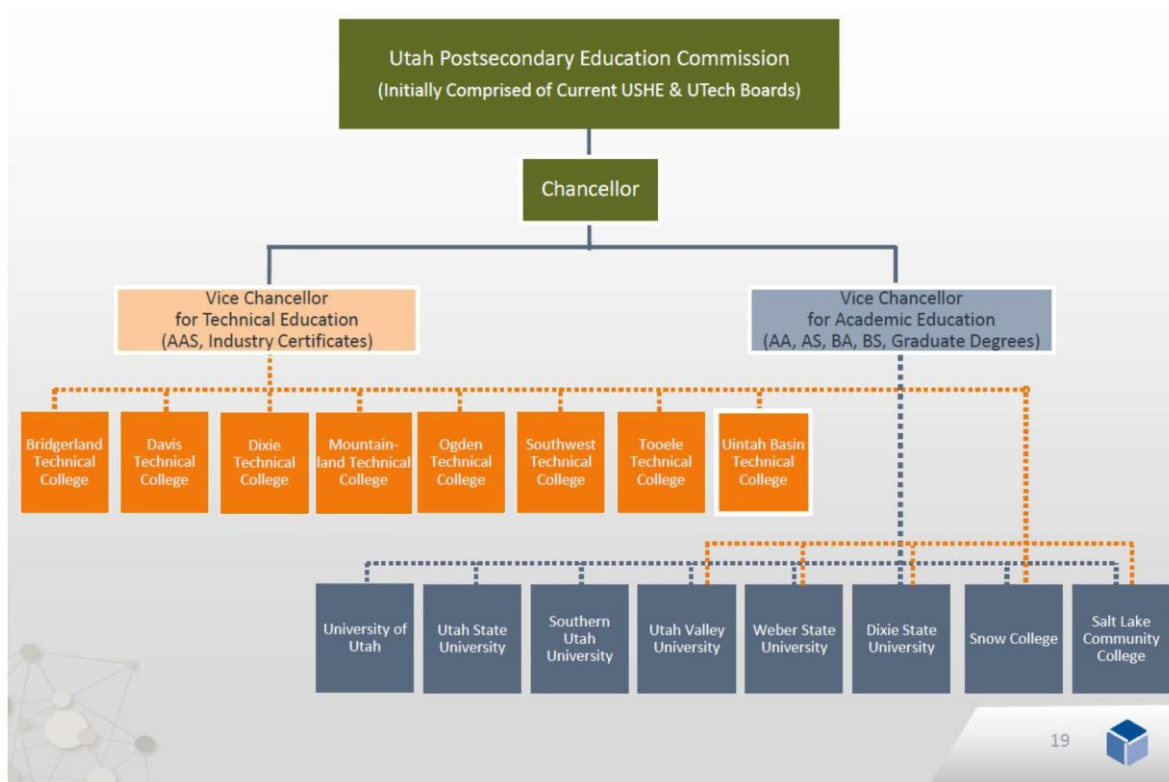 Utah Postsecondary Education Commission
(Initially Comprised of Current USHE & UTech Boards)
Chancellor
Vice Chancellor
for Technical Education
(AAS, Industry Certificates)
Vice Chancellor
for Academic Education
(AA, AS, BA, BS, Graduate Degrees)
Bridgerland
Technical
College
Davis
Technical
College
Dixie
Technical
College
Mountain-
land Technical
College
Ogden
Technical
College
Southwest
Technical
College
Tooele
Technical
College
Uintah Basin
Technical
College
University of
Utah
Utah State
University
Southern
Utah
University
Utah Valley
University
Weber State
University
Dixie State
University
Snow College
Salt Lake
Community
College
19